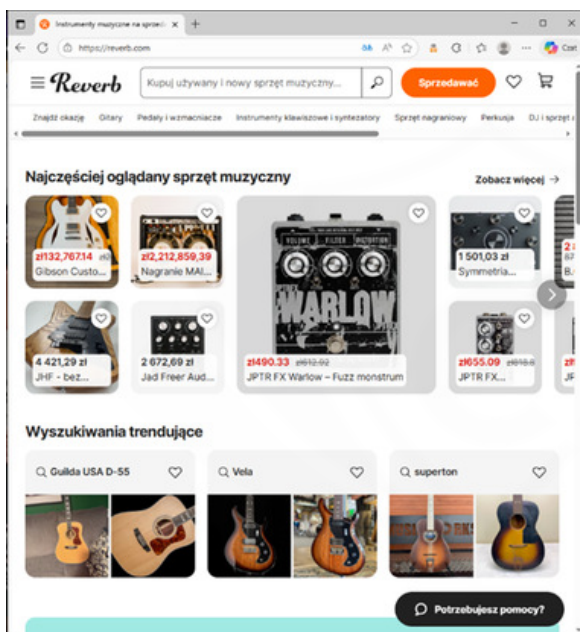 Instrumenty muzyczne na sprzed
https://reverb.com
Czat
Reverb
Kupuj używany i nowy sprzęt muzyczny...
Sprzedawać
Znajdź okazję Gitary Pedały i wzmacniacze Instrumenty klawiszowe i syntezatory Sprzęt nagraniowy Perkusja DJ i sprzęt
Najczęściej oglądany sprzęt muzyczny
Zobacz więcej →
zł132,767.14
Gibson Custo...
zł2,212,859,39
Nagranie MAI...
VOLUME FILTER DISTORTION
WARLOW
zł490.33 zł612.92
JPTR FX Warlow – Fuzz monstrum
1 501,03 zł
Symmetria...
4 421,29 zł
JHF - bez...
2 672,69 zł
Jad Freer Aud...
zł655.09 zł818.8
JPTR FX...
Wyszukiwania trendujące
Guilda USA D-55
Vela
superton
Potrzebujesz pomocy?